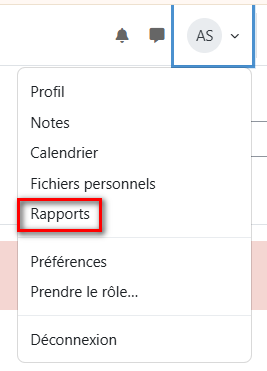 AS
Profil
Notes
Calendrier
Fichiers personnels
Rapports
Préférences
Prendre le rôle...
Déconnexion